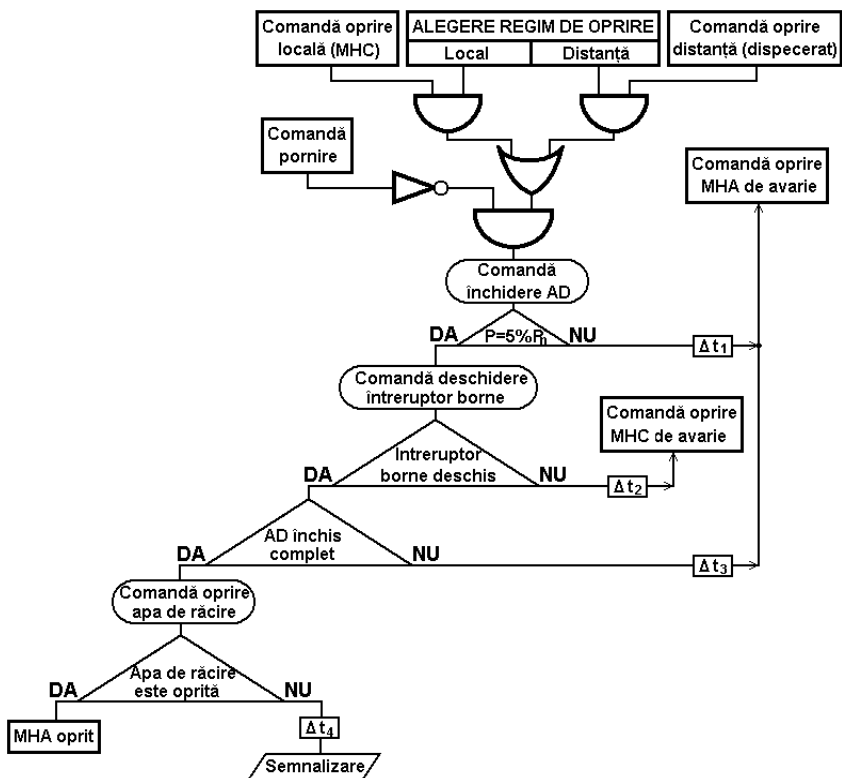 Comandă oprire
locală (MHC)
ALEGERE REGIM DE OPRIRE
Local
Distanță
Comandă oprire
distanță (dispecerat)
Comandă
pornire
Comandă oprire
MHA de avarie
Comandă
închidere AD
DA
P=5%Pn
NU
Δt1
Comandă deschidere
întreruptor borne
Comandă oprire
MHC de avarie
DA
Intreruptor
borne deschis
NU
Δt2
DA
AD închis
complet
NU
Δt3
Comandă oprire
apa de răcire
DA
Apa de răcire
este oprită
NU
MHA oprit
Δt4
Semnalizare